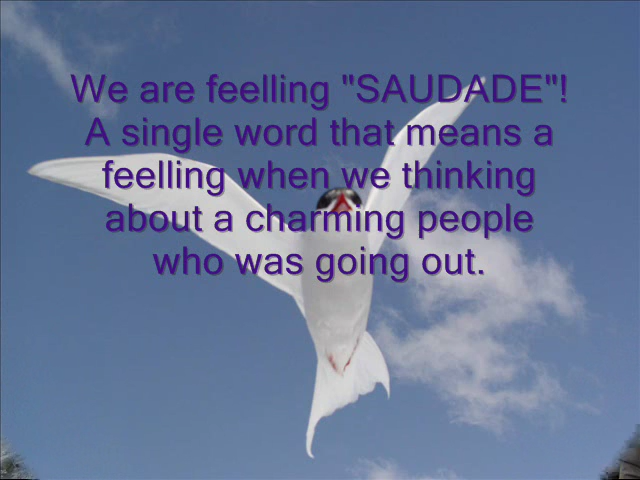 We are feelling "SAUDADE"!
A single word that means a
feelling when we thinking
about a charming people
who was going out.